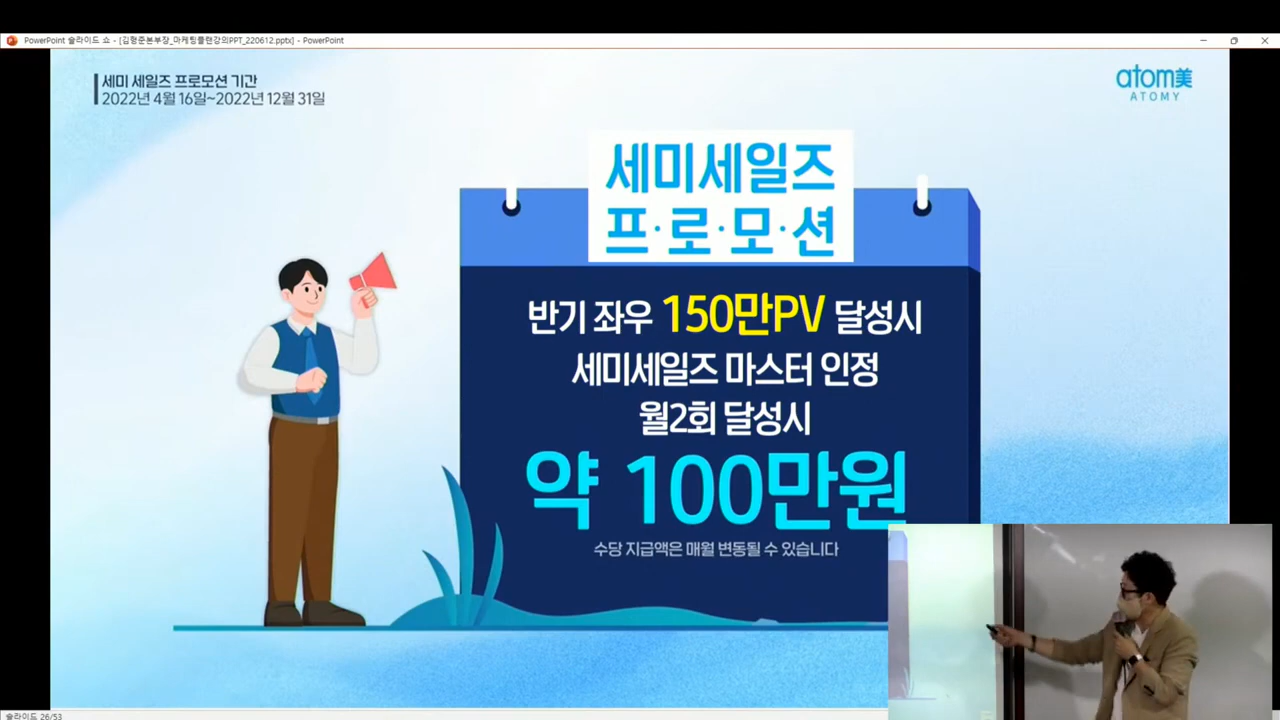 PowerPoint 슬라이드 쇼 - [김형준본부장_마케팅플랜강의PPT_220612.pptx] - PowerPoint
세미 세일즈 프로모션 기간
2022년 4월 16일~2022년 12월 31일
atom美
ATOMY
세미세일즈
프·로·모·션
반기 좌우 150만PV 달성시
세미세일즈 마스터 인정
월2회 달성시
약 100만원
수당 지급액은 매월 변동될 수 있습니다
슬라이드 26/53